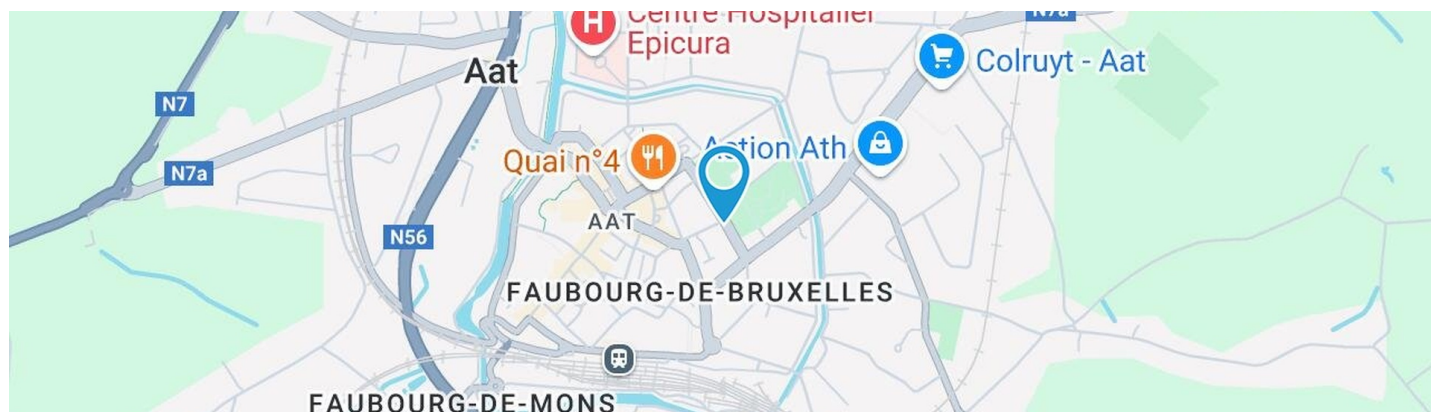 Centre Hospitalier
Epicura
N7a
Colruyt - Aat
Aat
N7
Action Ath
Quai n°4
N7a
AAT
N56
FAUBOURG-DE-BRUXELLES
FAUBOURG-DE-MONS